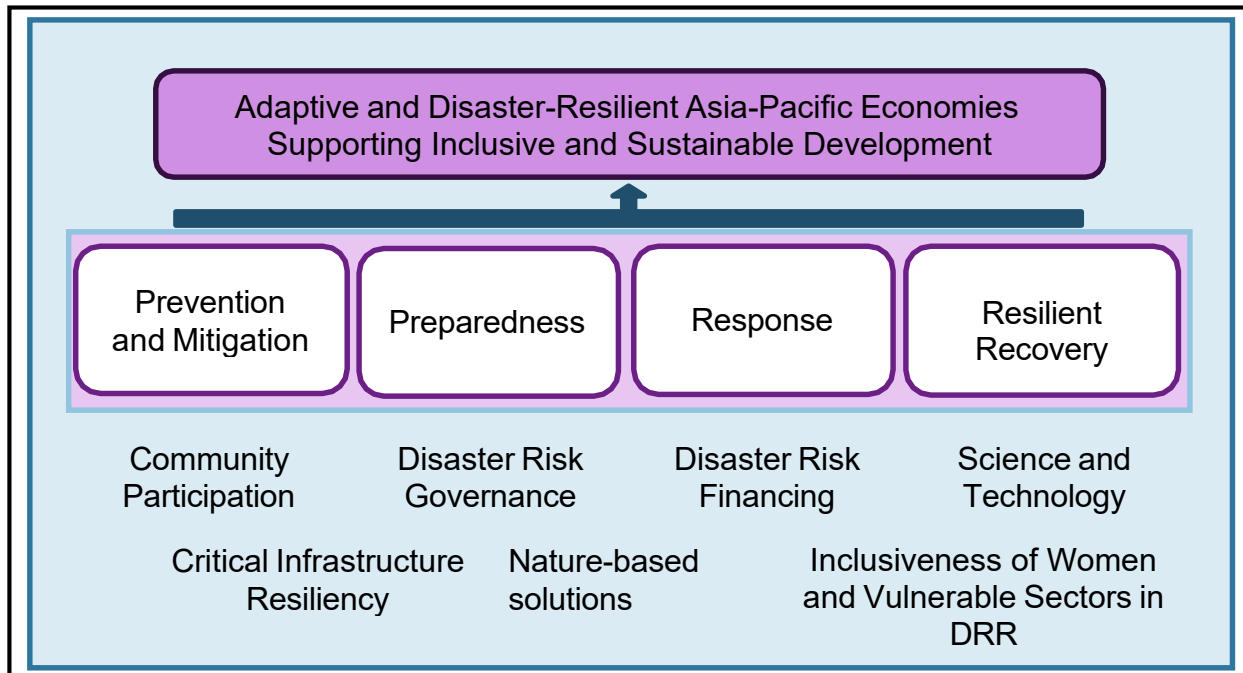 Adaptive and Disaster-Resilient Asia-Pacific Economies
Supporting Inclusive and Sustainable Development
Prevention
and Mitigation
Preparedness
Response
Resilient
Recovery
Community
Participation
Disaster Risk
Governance
Disaster Risk
Financing
Science and
Technology
Critical Infrastructure
Resiliency
Nature-based
solutions
Inclusiveness of Women
and Vulnerable Sectors in
DRR